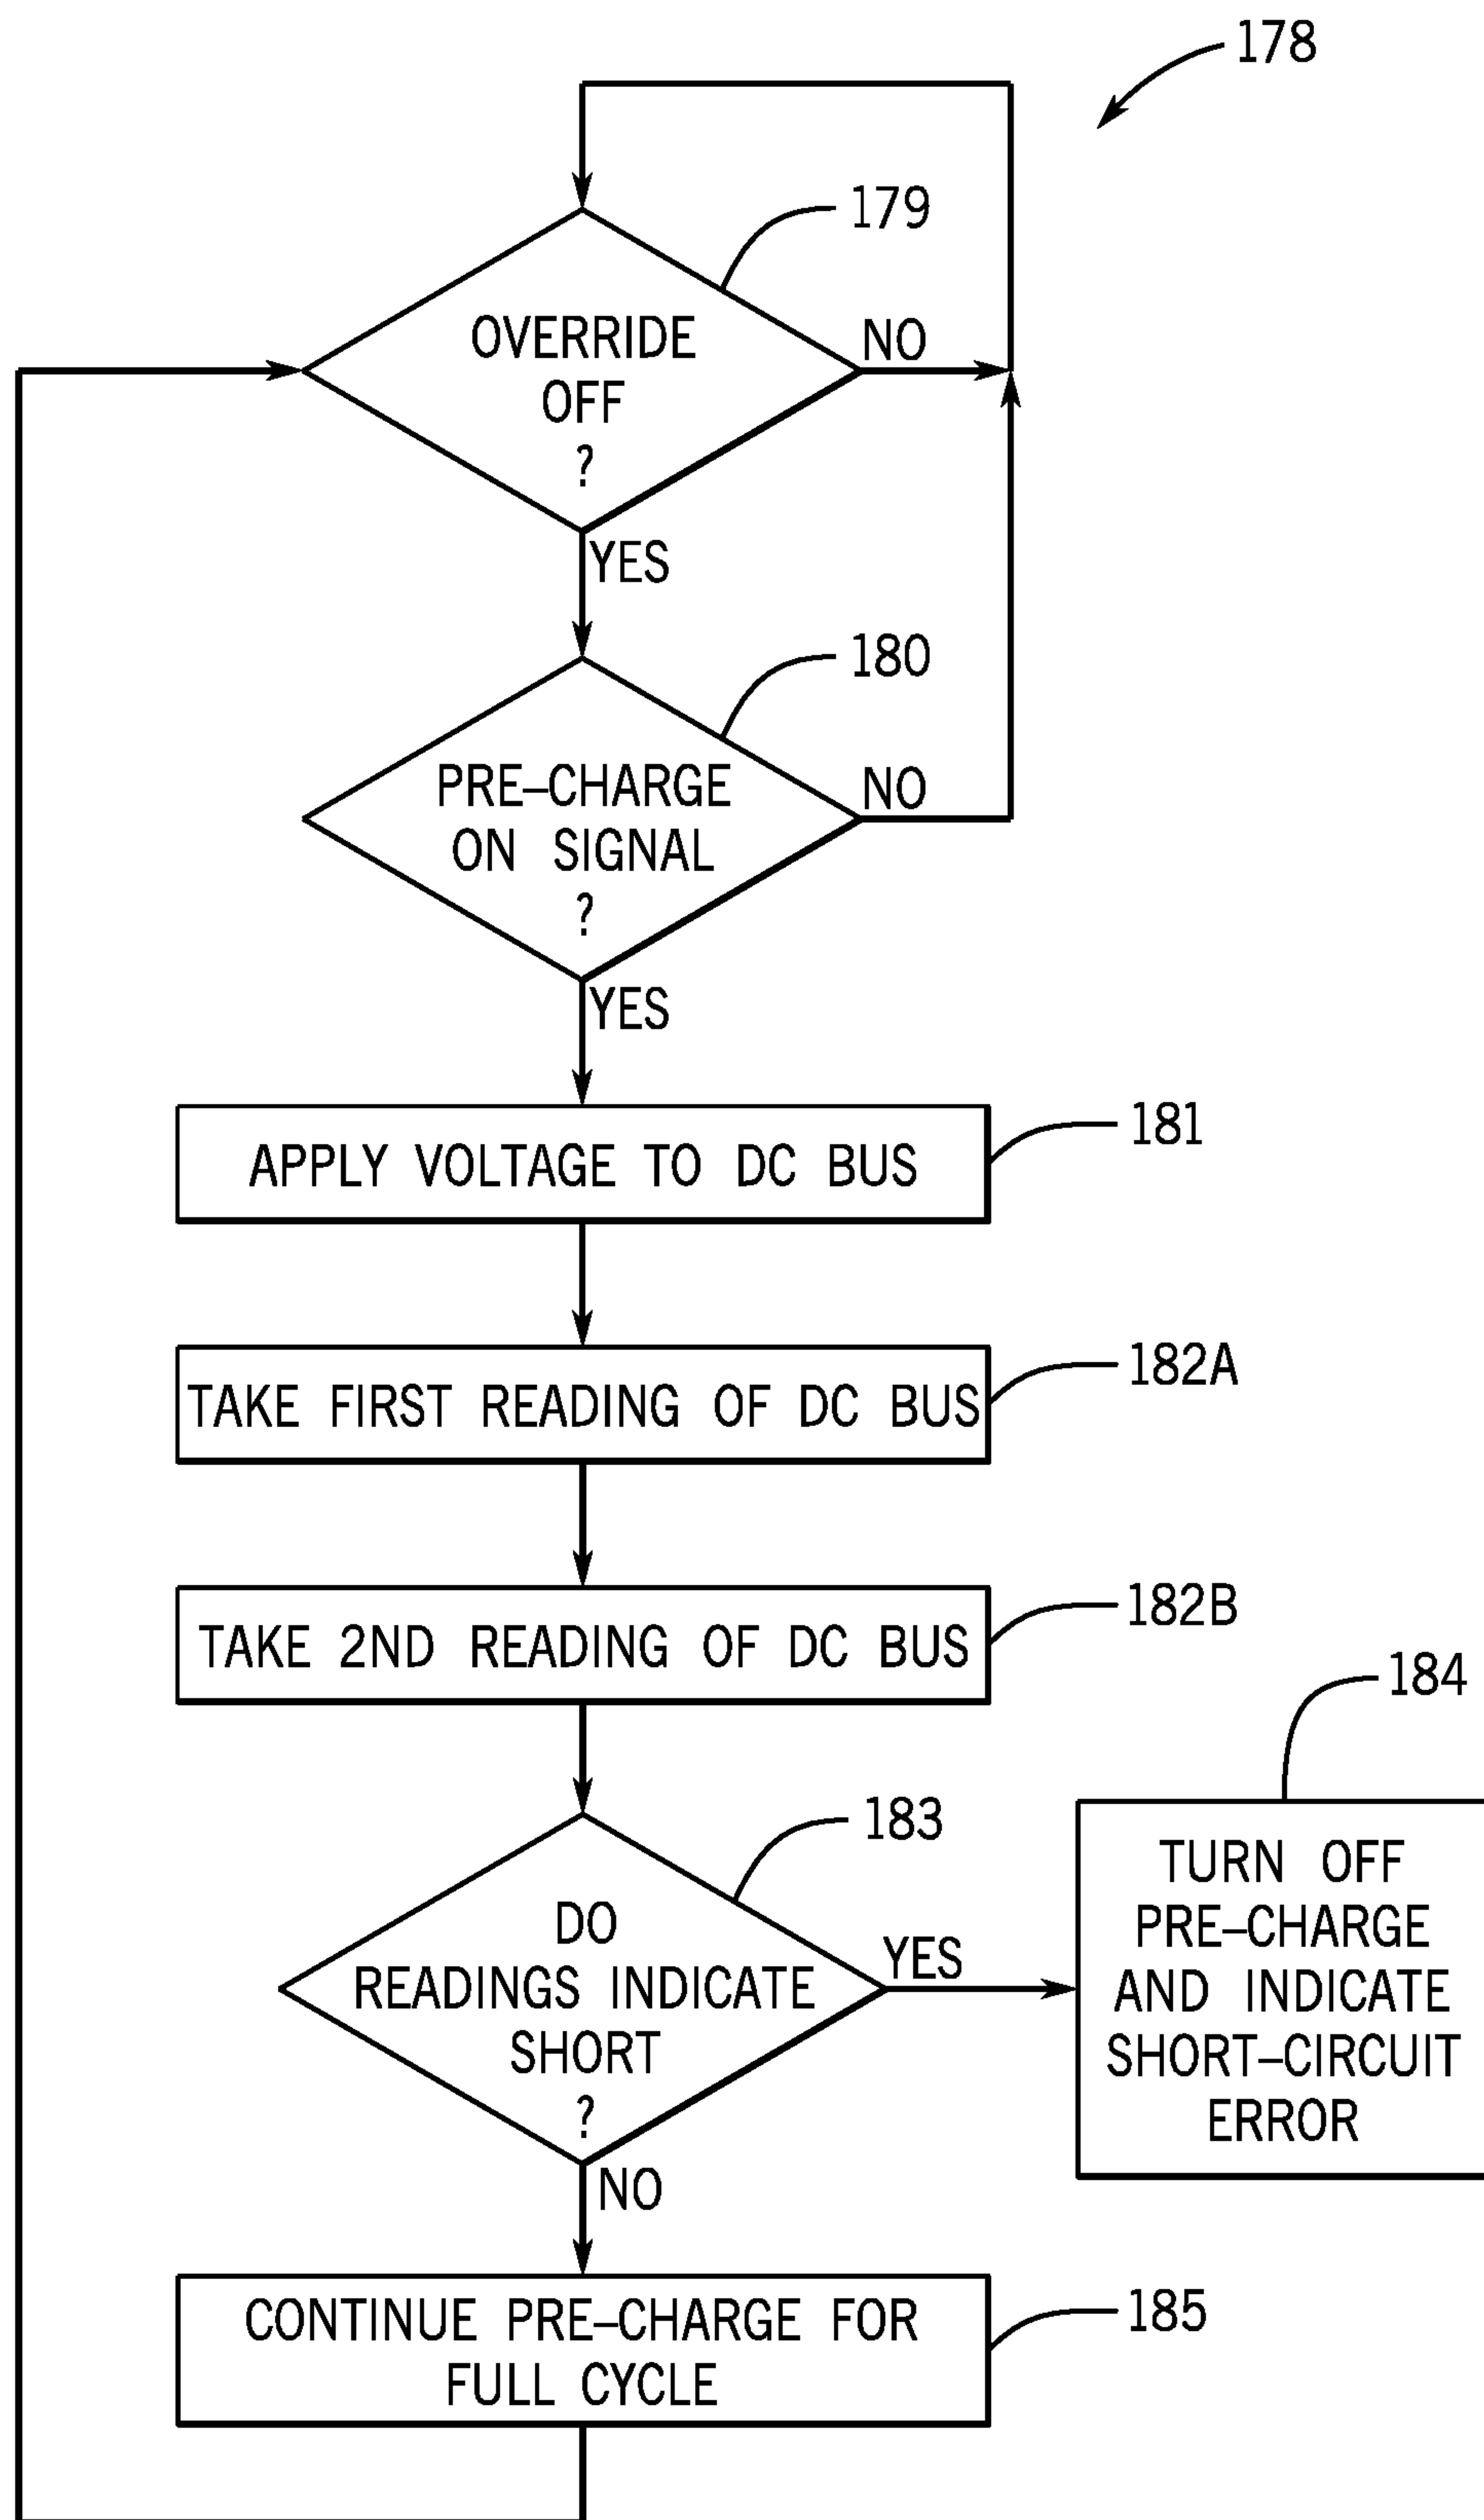 178
179
OVERRIDE
OFF
?
NO
YES
180
PRE-CHARGE
ON SIGNAL
?
NO
YES
181
APPLY VOLTAGE TO DC BUS
182A
TAKE FIRST READING OF DC BUS
182B
TAKE 2ND READING OF DC BUS
183
DO
READINGS INDICATE
SHORT
?
YES
NO
184
TURN OFF
PRE-CHARGE
AND INDICATE
SHORT-CIRCUIT
ERROR
185
CONTINUE PRE-CHARGE FOR
FULL CYCLE